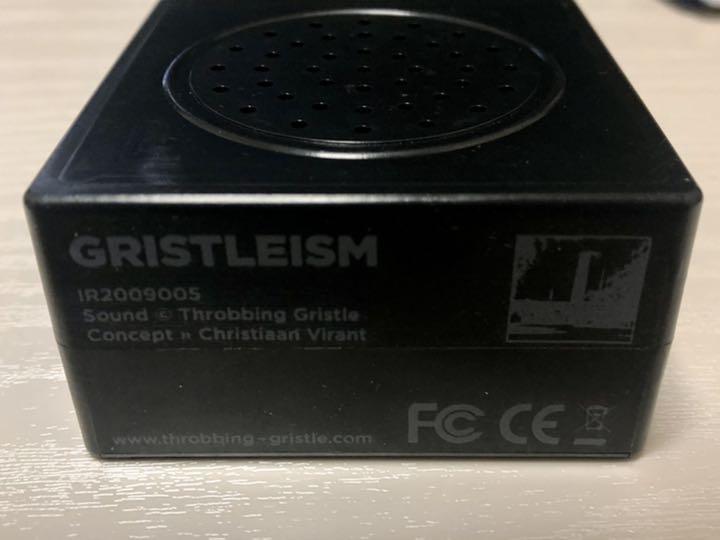 GRISTLEISM
IR2009005
Sound © Throbbing Gristle
Concept » Christiaan Virant
www.throbbing-gristle.com
FC CE